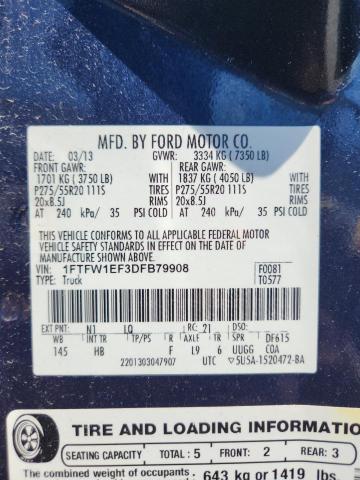 MFD. BY FORD MOTOR CO.
DATE: 03/13 GVWR: 3334 KG ( 7350 LB)
FRONT GAWR: REAR GAWR:
1701 KG ( 3750 LB) 1837 KG ( 4050 LB)
P275/55R20 111S TIRES P275/55R20 111S TIRES
20x8.5J RIMS 20x8.5J RIMS
AT 240 kPa/ 35 PSI COLD AT 240 kPa/ 35 PSI COLD
THIS VEHICLE CONFORMS TO ALL APPLICABLE FEDERAL MOTOR
VEHICLE SAFETY STANDARDS IN EFFECT ON THE DATE OF
MANUFACTURE SHOWN ABOVE.
VIN: 1FTFW1EF3DFB79908 F0081
TYPE: Truck T0577
EXT PNT: N1 LQ RC: 21 DSO:
WB INT TR TP/PS R AXLE TR SPR DF615
145 HB F L9 6 UUGG COA
2201303047907 UTC 5U5A-1520472-BA
TIRE AND LOADING INFORMATION
SEATING CAPACITY TOTAL : 5 FRONT: 2 REAR: 3
The combined weight of occupants 643 kg or 1419 lbs.